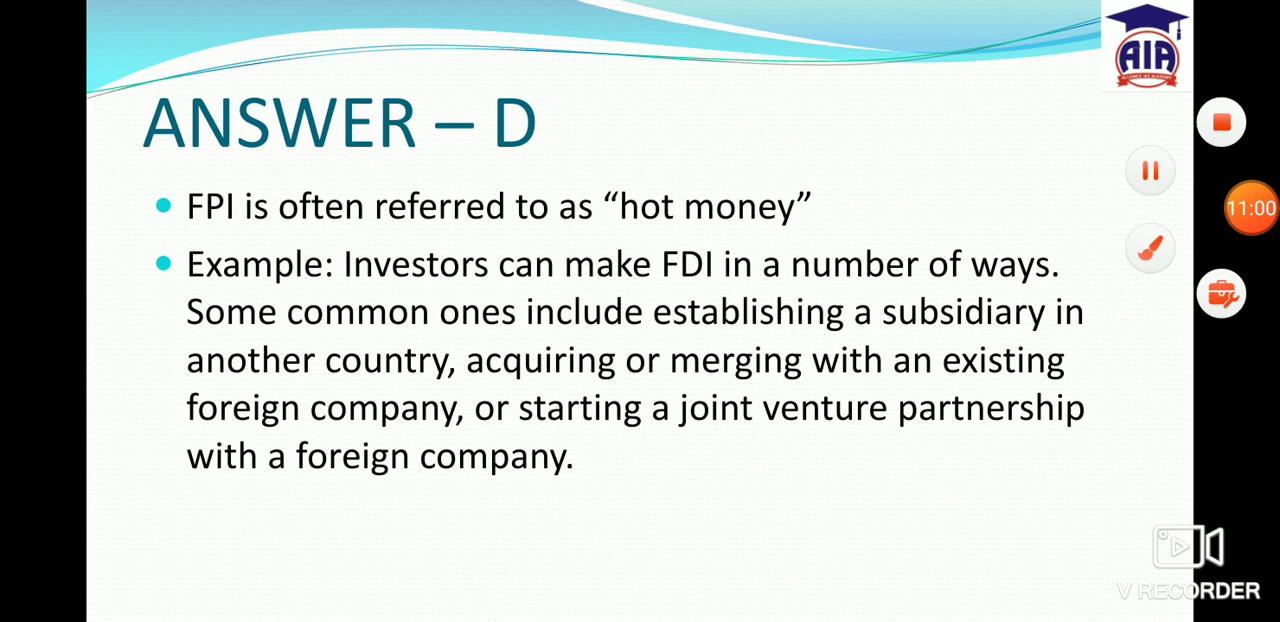 AIA
ANSWER – D
FPI is often referred to as “hot money”
11:00
Example: Investors can make FDI in a number of ways.
Some common ones include establishing a subsidiary in
another country, acquiring or merging with an existing
foreign company, or starting a joint venture partnership
with a foreign company.
V RECORDER